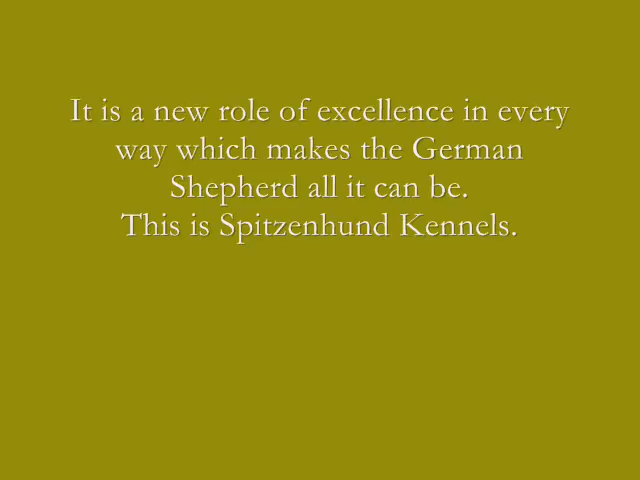 It is a new role of excellence in every
way which makes the German
Shepherd all it can be.
This is Spitzenhund Kennels.